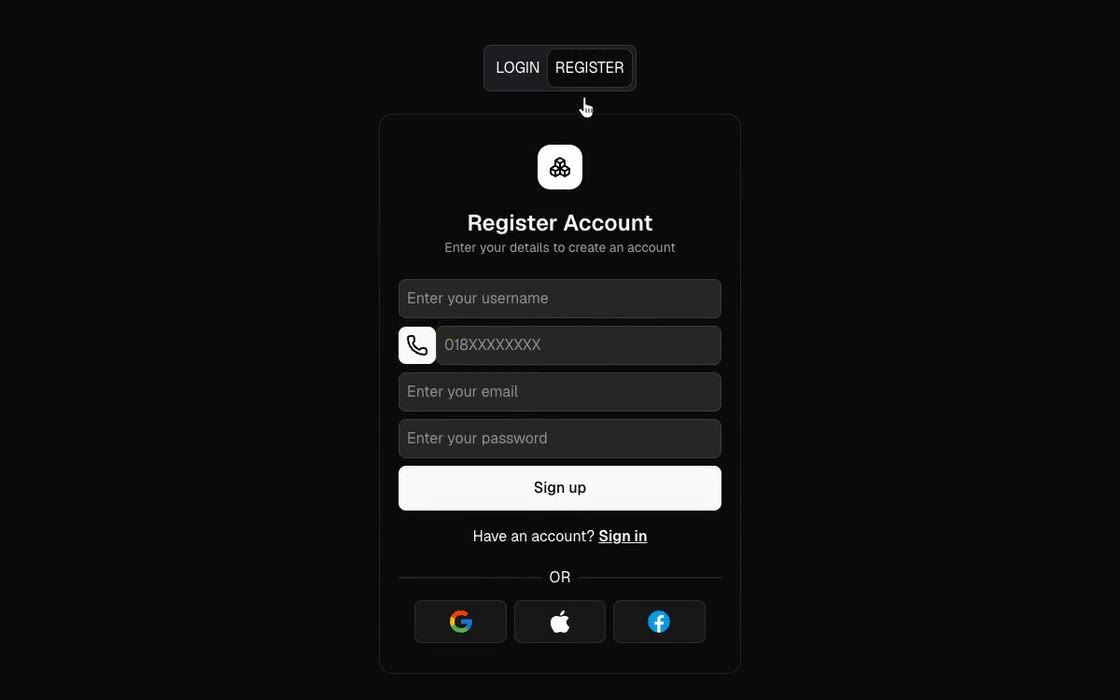 LOGIN REGISTER
Register Account
Enter your details to create an account
Enter your username
018XXXXXXXX
Enter your email
Enter your password
Sign up
Have an account? Sign in
OR